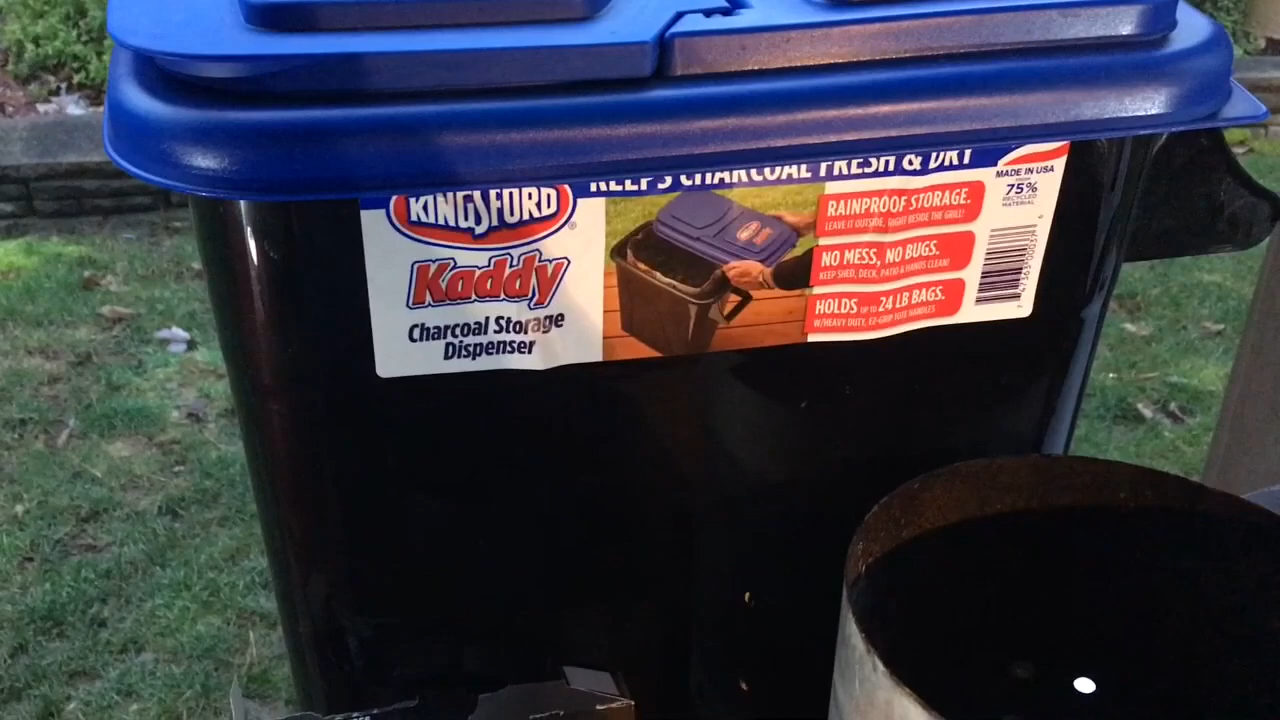 KEEPS CHARCOAL FRESH & DRY
KINGSFORD®
Kaddy
Charcoal Storage
Dispenser
RAINPROOF STORAGE.
LEAVE IT OUTSIDE, RIGHT BESIDE THE GRILL!
NO MESS, NO BUGS.
KEEP SHED, DECK, PATIO & HANDS CLEAN!
HOLDS UP TO 24 LB BAGS.
W/HEAVY DUTY, EZ-GRIP TOTE HANDLES
MADE IN USA
FROM
75%
RECYCLED
MATERIAL